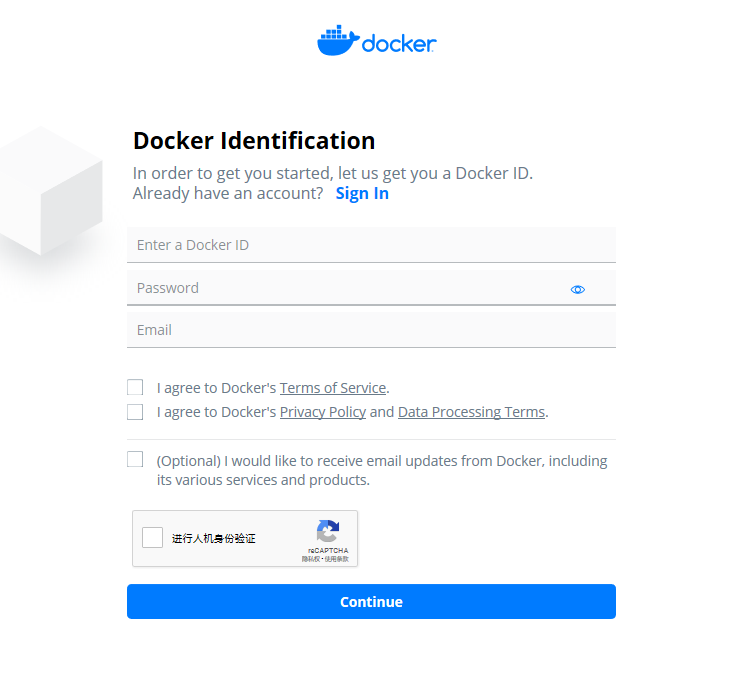 docker
Docker Identification
In order to get you started, let us get you a Docker ID.
Already have an account? Sign In
Enter a Docker ID
Password
Email
I agree to Docker's Terms of Service.
I agree to Docker's Privacy Policy and Data Processing Terms.
(Optional) I would like to receive email updates from Docker, including
its various services and products.
进行人机身份验证
reCAPTCHA
隐私权 • 使用条款
Continue